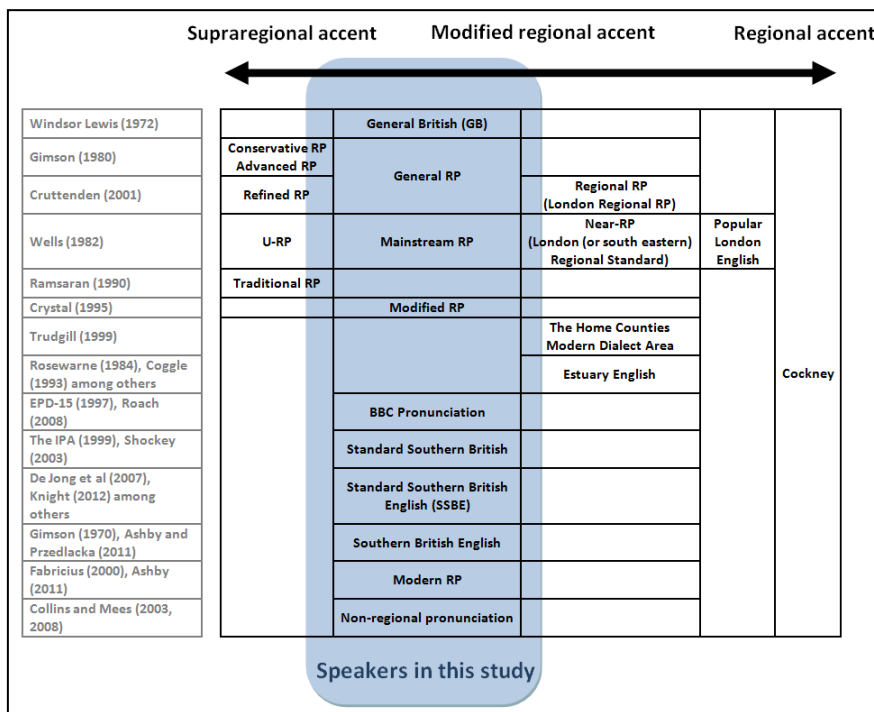 Supraregional accent Modified regional accent Regional accent
Windsor Lewis (1972) General British (GB)
Gimson (1980) Conservative RP
Advanced RP
General RP
Cruttenden (2001) Refined RP Regional RP
(London Regional RP)
Wells (1982) U-RP Mainstream RP Near-RP
(London (or south eastern)
Regional Standard)
Popular
London
English
Ramsaran (1990) Traditional RP
Crystal (1995) Modified RP
Trudgill (1999) The Home Counties
Modern Dialect Area
Rosewarne (1984), Coggle
(1993) among others
Estuary English
Cockney
EPD-15 (1997), Roach
(2008)
BBC Pronunciation
The IPA (1999), Shockey
(2003)
Standard Southern British
De Jong et al (2007),
Knight (2012) among
others
Standard Southern British
English (SSBE)
Gimson (1970), Ashby and
Przedlacka (2011)
Southern British English
Fabricius (2000), Ashby
(2011)
Modern RP
Collins and Mees (2003,
2008)
Non-regional pronunciation
Speakers in this study